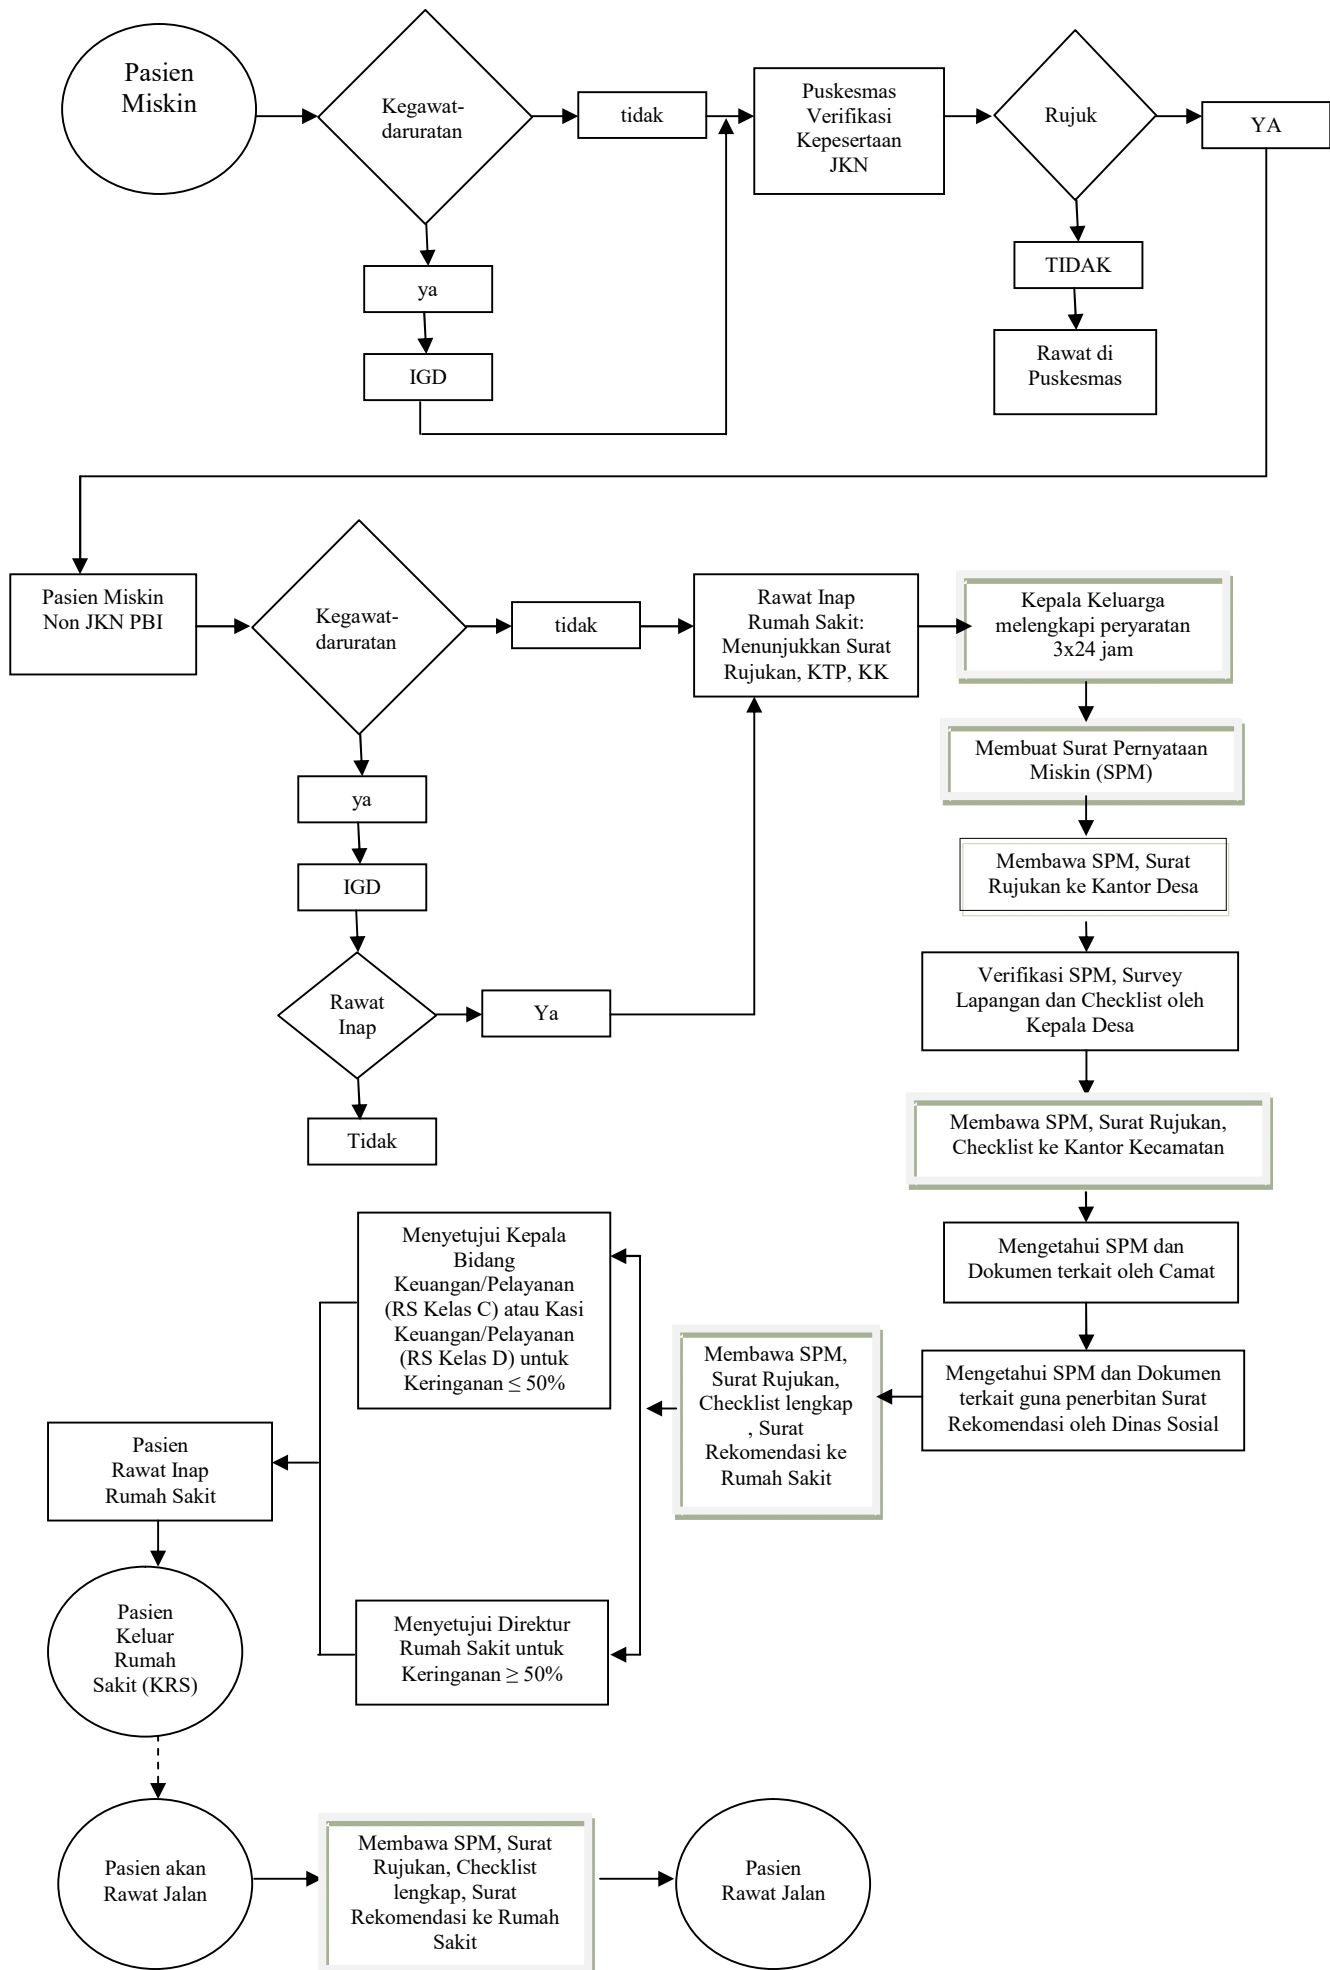 Pasien
Miskin
Kegawat-
daruratan
tidak
Puskesmas
Verifikasi
Kepesertaan
JKN
Rujuk
YA
ya
IGD
TIDAK
Rawat di
Puskesmas
Pasien Miskin
Non JKN PBI
Kegawat-
daruratan
tidak
Rawat Inap
Rumah Sakit:
Menunjukkan Surat
Rujukan, KTP, KK
Kepala Keluarga
melengkapi peryaratan
3x24 jam
Membuat Surat Pernyataan
Miskin (SPM)
ya
IGD
Rawat
Inap
Ya
Tidak
Membawa SPM, Surat
Rujukan ke Kantor Desa
Verifikasi SPM, Survey
Lapangan dan Checklist oleh
Kepala Desa
Membawa SPM, Surat Rujukan,
Checklist ke Kantor Kecamatan
Mengetahui SPM dan
Dokumen terkait oleh Camat
Mengetahui SPM dan Dokumen
terkait guna penerbitan Surat
Rekomendasi oleh Dinas Sosial
Membawa SPM,
Surat Rujukan,
Checklist lengkap
, Surat
Rekomendasi ke
Rumah Sakit
Menyetujui Kepala
Bidang
Keuangan/Pelayanan
(RS Kelas C) atau Kasi
Keuangan/Pelayanan
(RS Kelas D) untuk
Keringanan ≤ 50%
Menyetujui Direktur
Rumah Sakit untuk
Keringanan ≥ 50%
Pasien
Rawat Inap
Rumah Sakit
Pasien
Keluar
Rumah
Sakit (KRS)
Pasien akan
Rawat Jalan
Membawa SPM, Surat
Rujukan, Checklist
lengkap, Surat
Rekomendasi ke Rumah
Sakit
Pasien
Rawat Jalan